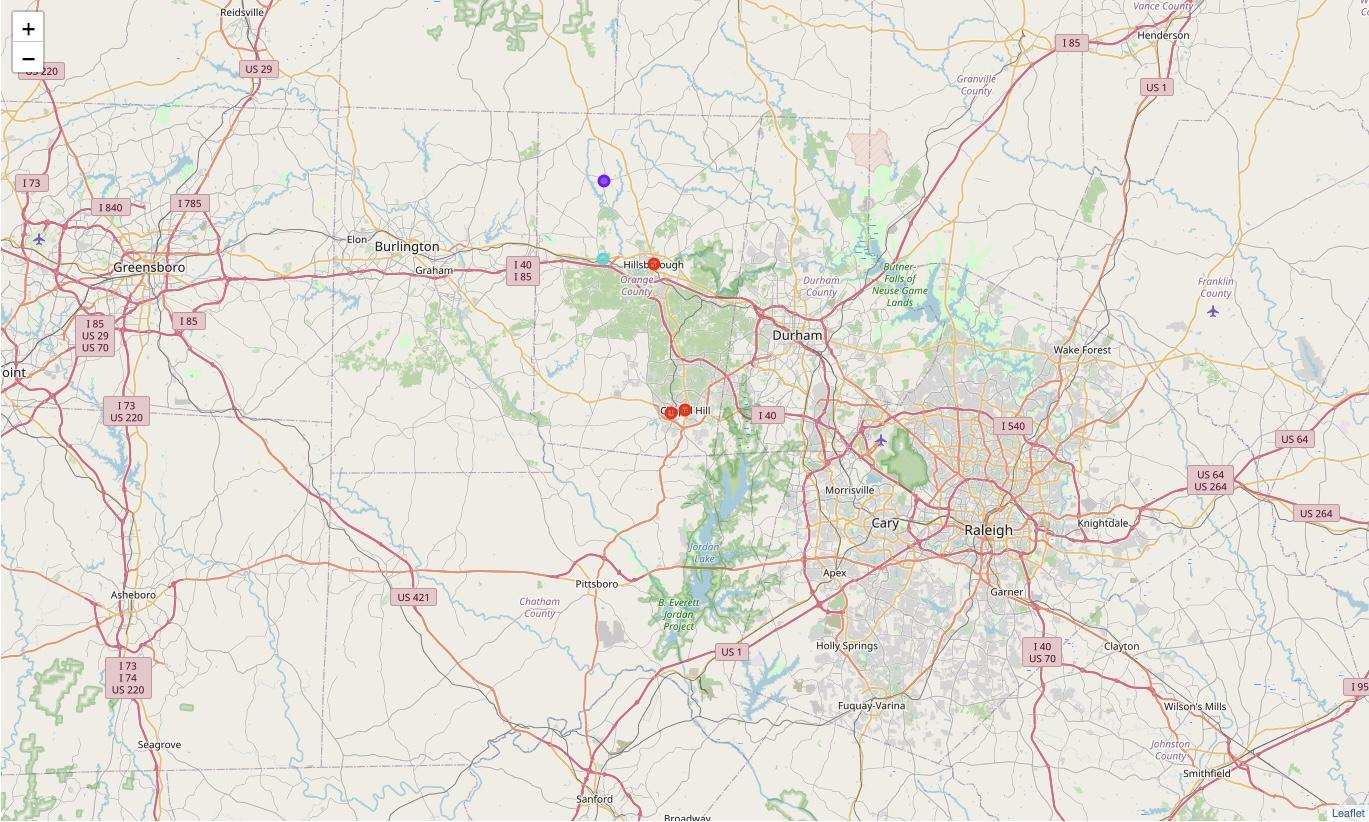 Reidsville
Vance County
+
−
US 220
US 29
I 85
Henderson
US 1
Granville
County
I 73
I 840
I 785
Elon
Burlington
Greensboro
Graham
I 40
I 85
Orange
County
Durham
County
Butner-
Falls of
Neuse Game
Lands
Franklin
County
I 85
US 29
US 70
I 85
Durham
Wake Forest
oint
I 73
US 220
Hill
I 40
I 540
US 64
US 64
US 264
US 264
Morrisville
Cary
Raleigh
Knightdale
Jordan
Lake
Apex
Pittsboro
Asheboro
US 421
Chatham
County
B. Everett
Jordan
Project
Garner
Holly Springs
US 1
I 40
US 70
Clayton
I 73
I 74
US 220
I 95
Fuquay-Varina
Wilson's Mills
Seagrove
Johnston
County
Smithfield
Sanford
Broadway
Leaflet